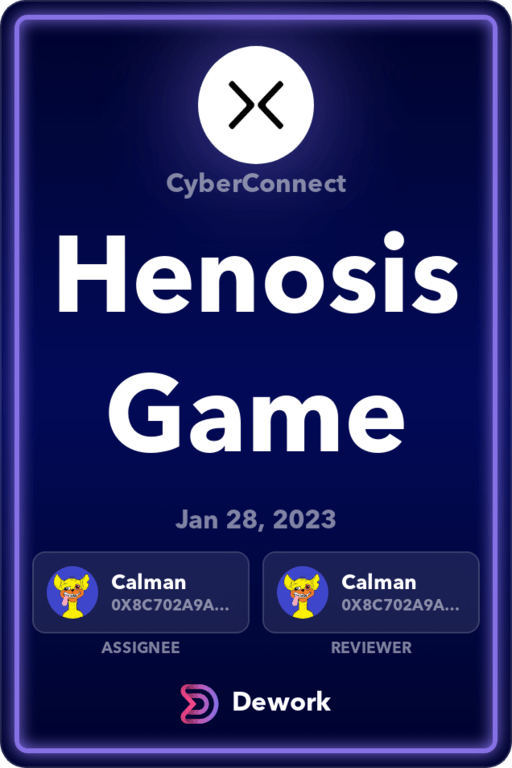 CyberConnect
Henosis
Game
Jan 28, 2023
Calman
0X8C702A9A...
ASSIGNEE
Calman
0X8C702A9A...
REVIEWER
Dework